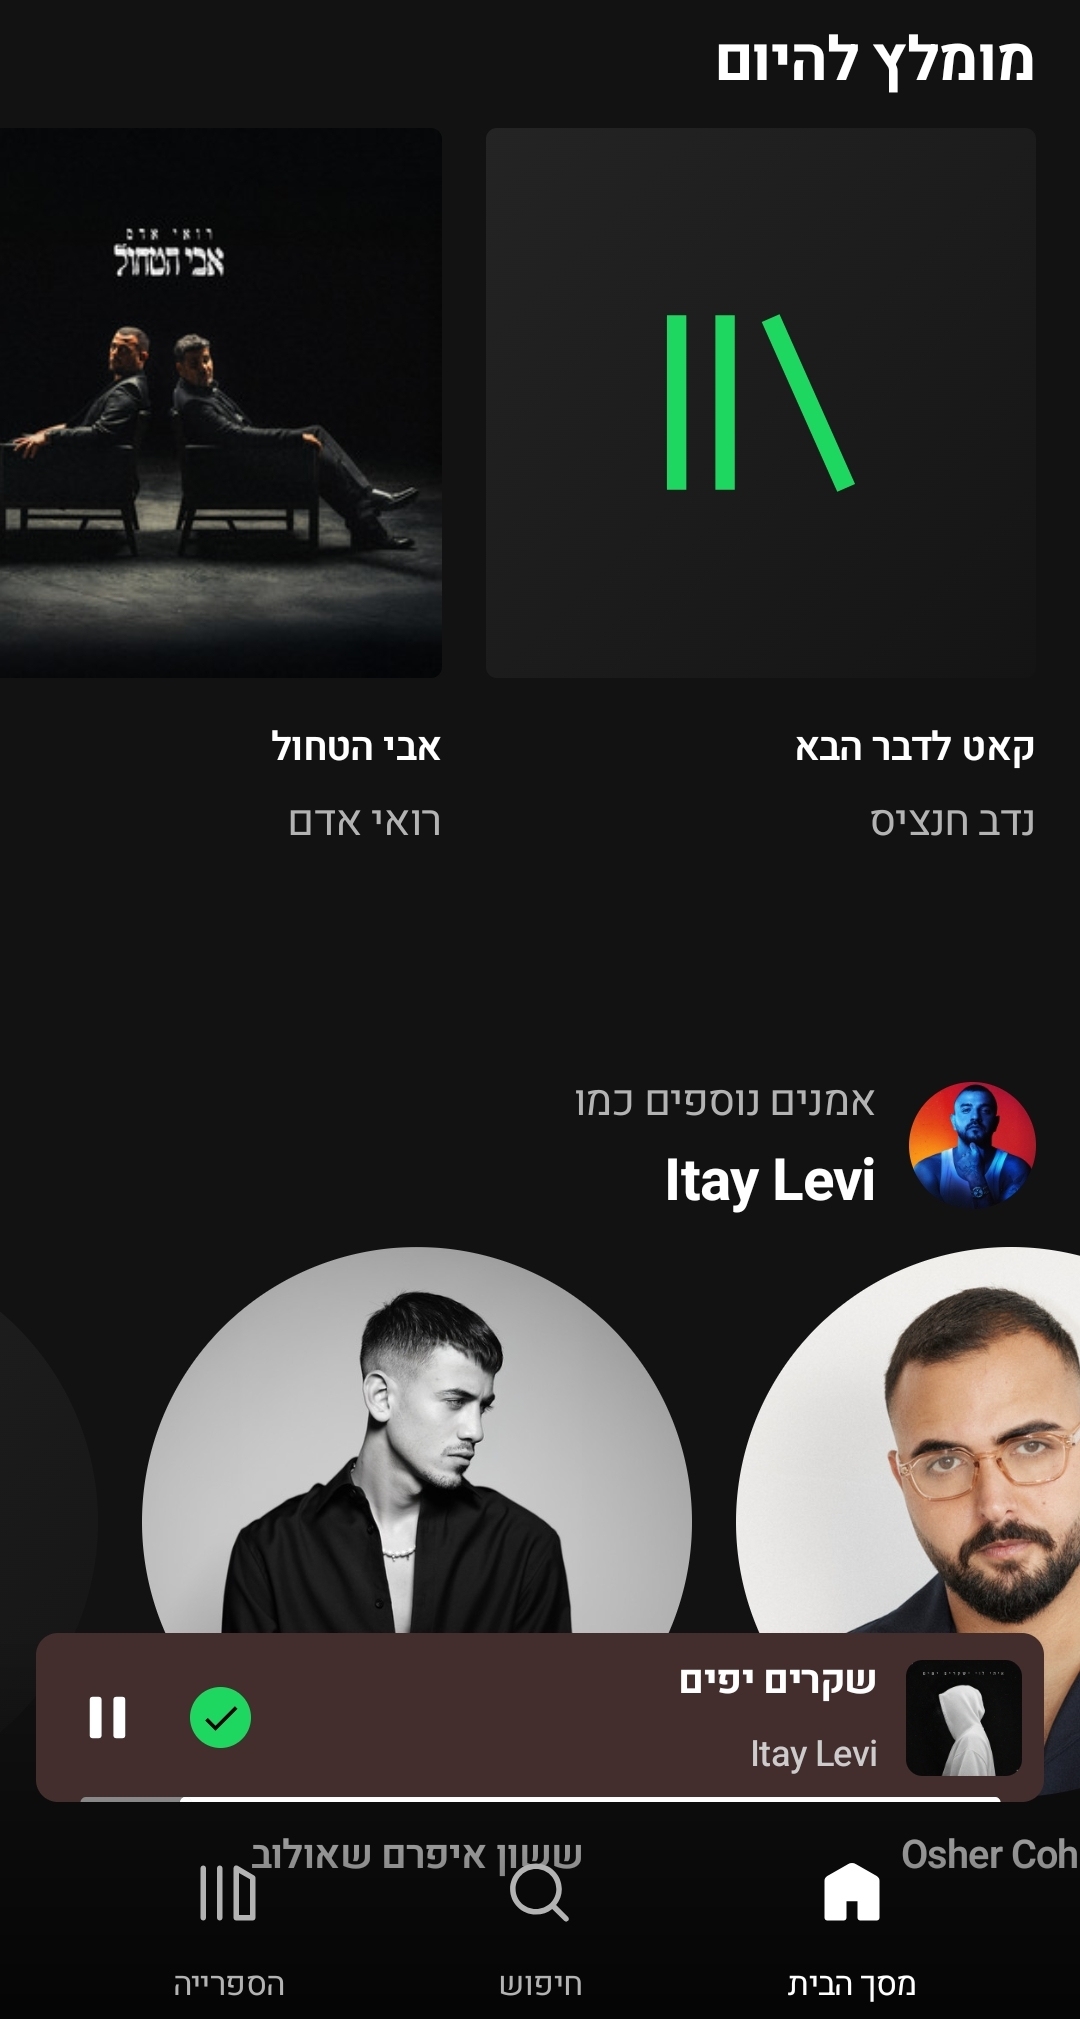 מומלץ להיום
רואי אדם
אבי הטחול
קאט לדבר הבא
נדב חנציס
אבי הטחול
רואי אדם
אמנים נוספים כמו
Itay Levi
שקרים יפים
Itay Levi
Osher Coh
ששון איפרם שאולוב
מסך הבית
חיפוש
הספרייה